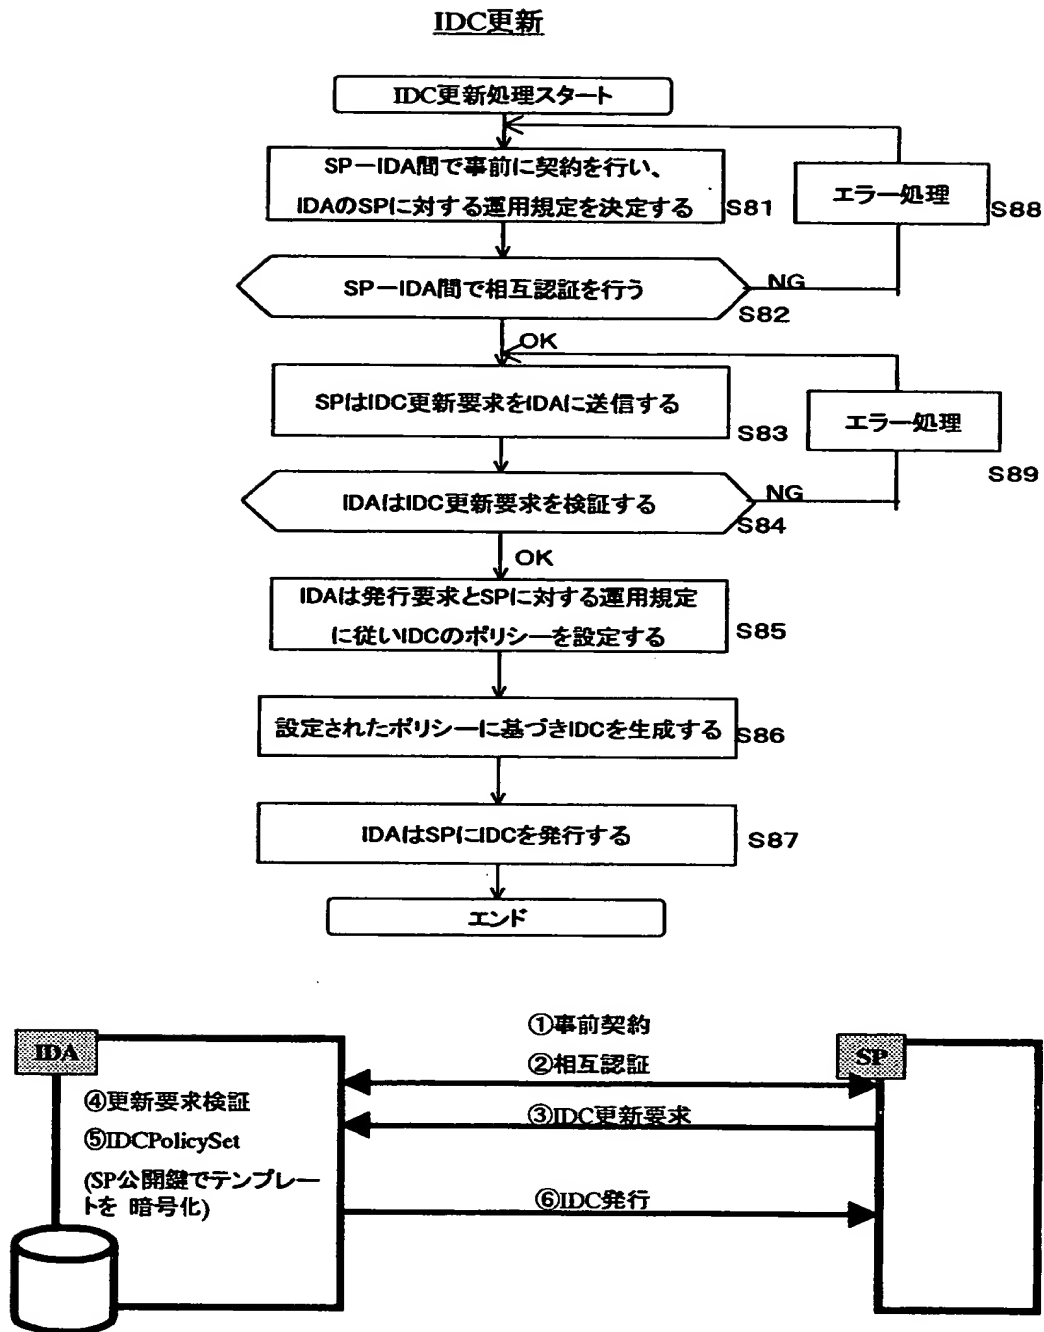 IDC更新
IDC更新処理スタート
SP－IDA間で事前に契約を行い、
IDAのSPに対する運用規定を決定する
S81
エラー処理
S88
SP－IDA間で相互認証を行う
NG
S82
OK
SPはIDC更新要求をIDAに送信する
S83
エラー処理
S89
IDAはIDC更新要求を検証する
NG
S84
OK
IDAは発行要求とSPに対する運用規定
に従いIDCのポリシーを設定する
S85
設定されたポリシーに基づきIDCを生成する
S86
IDAはSPにIDCを発行する
S87
エンド
①事前契約
IDA
SP
②相互認証
④更新要求検証
③IDC更新要求
⑤IDCPolicySet
(SP公開鍵でテンプレー
トを 暗号化)
⑥IDC発行